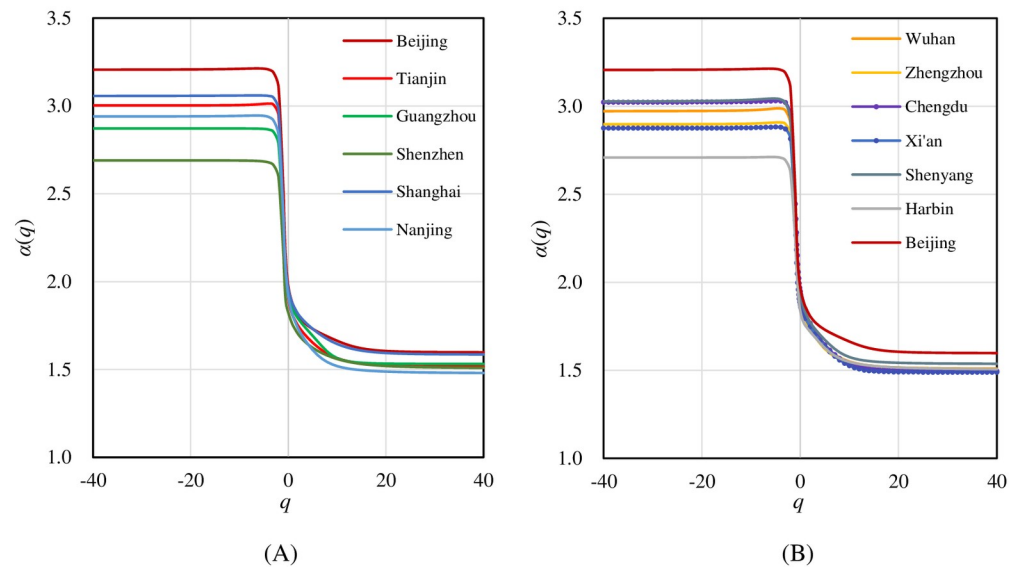 3.5
3.0
2.5
2.0
1.5
1.0
α(q)
-40
-20
0
20
40
q
Beijing
Tianjin
Guangzhou
Shenzhen
Shanghai
Nanjing
(A)
3.5
3.0
2.5
2.0
1.5
1.0
α(q)
-40
-20
0
20
40
q
Wuhan
Zhengzhou
Chengdu
Xi'an
Shenyang
Harbin
Beijing
(B)